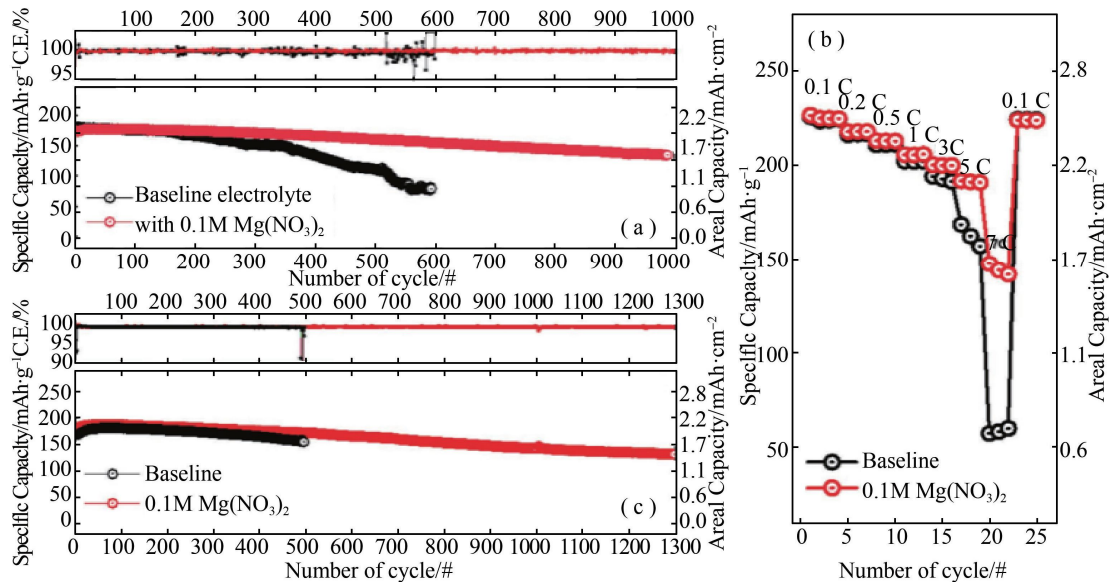 0 100 200 300 400 500 600 700 800 900 1000
C.E./%
100
95
Specific Capacity/mAh·g⁻¹
200
150
100
50
0
2.2
1.7
1.1
0.6
0.0
Areal Capacity/mAh·cm⁻²
Baseline electrolyte
with 0.1M Mg(NO₃)₂
(a)
0 100 200 300 400 500 600 700 800 900 1000
Number of cycle/#
100 200 300 400 500 600 700 800 900 1000 1100 1200 1300
C.E./%
100
95
90
Specific Capacity/mAh·g⁻¹
250
200
150
100
50
0
2.8
2.2
1.7
1.1
0.6
0.0
Areal Capacity/mAh·cm⁻²
Baseline
0.1M Mg(NO₃)₂
(c)
0 100 200 300 400 500 600 700 800 900 1000 1100 1200 1300
Number of cycle/#
(b)
Specific Capacity/mAh·g⁻¹
250
200
150
100
50
2.8
2.2
1.7
1.1
0.6
Areal Capacity/mAh·cm⁻²
0.1 C
0.2 C
0.5 C
1 C
3C
5 C
7 C
0.1 C
Baseline
0.1M Mg(NO₃)₂
0 5 10 15 20 25
Number of cycle/#